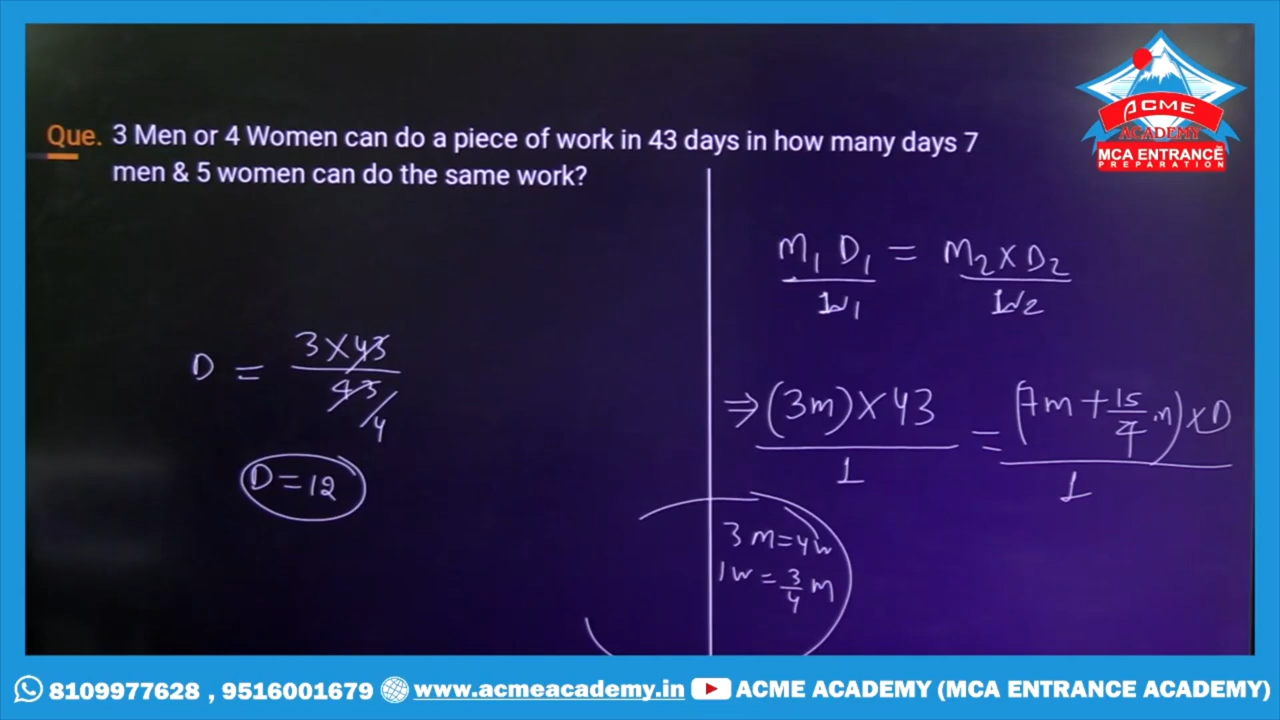 Que. 3 Men or 4 Women can do a piece of work in 43 days in how many days 7
men & 5 women can do the same work?
ACME
ACADEMY
MCA ENTRANCE
PREPARATION
D = 3 × 43 / 43/4
D = 12
M₁ D₁ / W₁ = M₂ × D₂ / W₂
⇒ (3m) × 43 / 1 = (7m + 15/4 m) × D / 1
3m = 4w
1w = 3/4 m
8109977628 , 9516001679 www.acmeacademy.in ACME ACADEMY (MCA ENTRANCE ACADEMY)